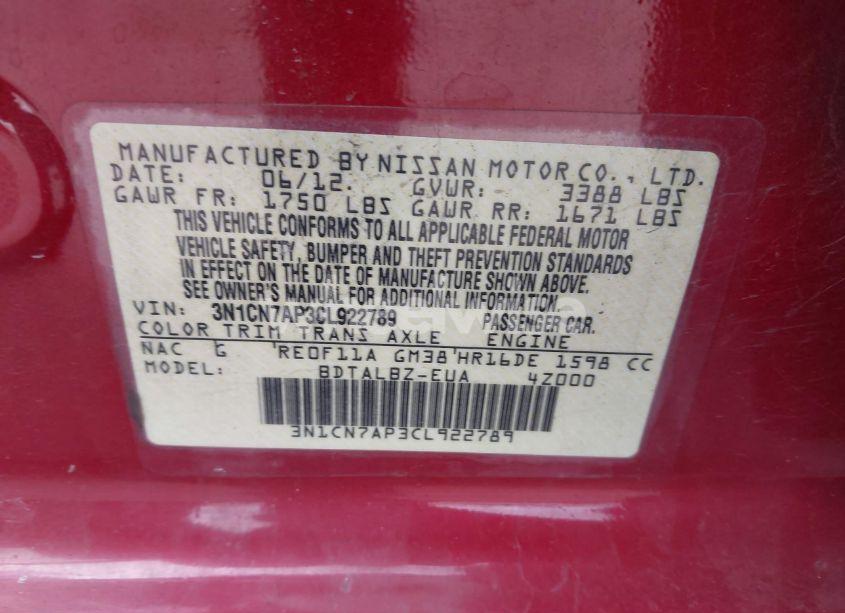 MANUFACTURED BY NISSAN MOTOR CO., LTD.
DATE: 06/12. GVWR: 3388 LBS
GAWR FR: 1750 LBS GAWR RR: 1671 LBS
THIS VEHICLE CONFORMS TO ALL APPLICABLE FEDERAL MOTOR
VEHICLE SAFETY, BUMPER AND THEFT PREVENTION STANDARDS
IN EFFECT ON THE DATE OF MANUFACTURE SHOWN ABOVE.
SEE OWNER'S MANUAL FOR ADDITIONAL INFORMATION.
VIN: 3N1CN7AP3CL922789 PASSENGER CAR.
COLOR TRIM TRANS AXLE ENGINE
NAC G RE0F11A GM38 HR16DE 1598 CC
MODEL: BDTALBZ-EUA 4Z000
3N1CN7AP3CL922789